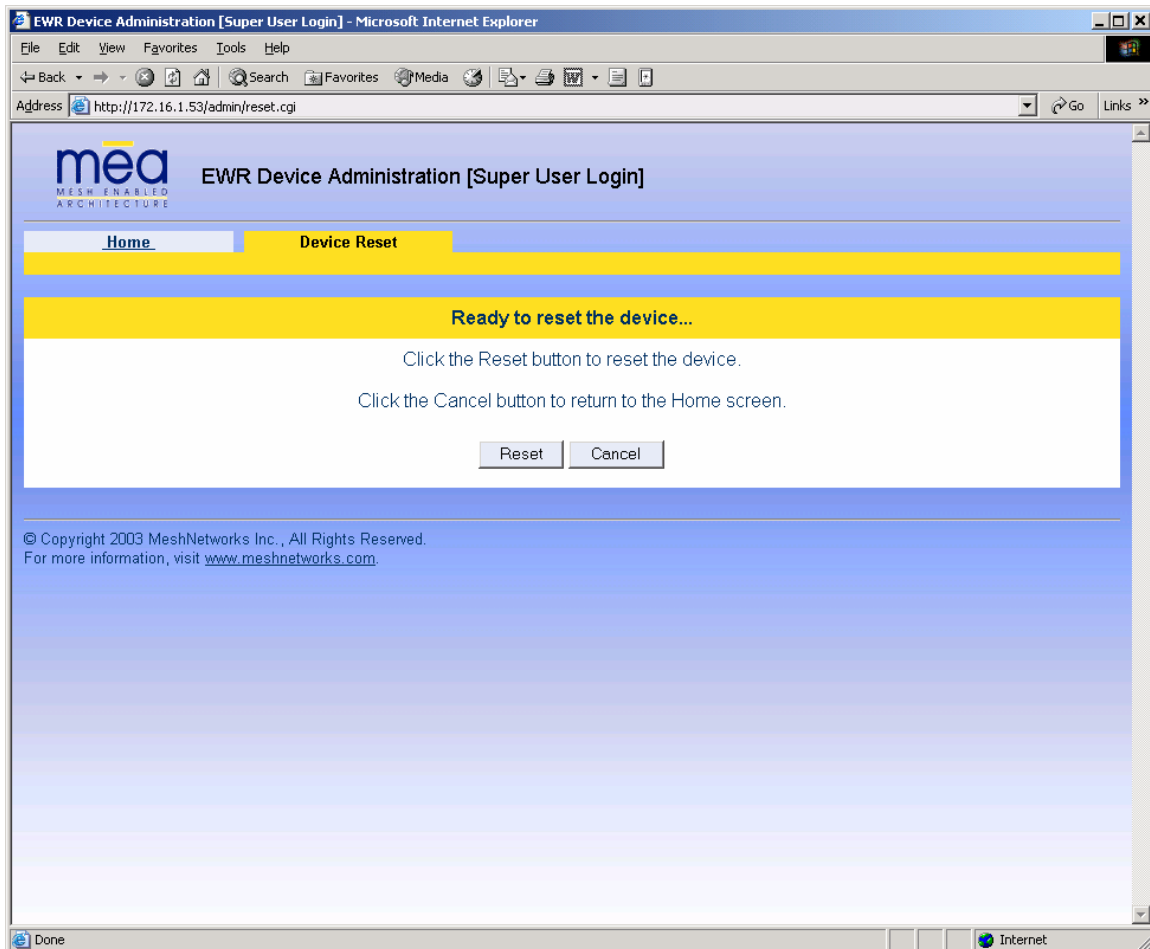 EWR Device Administration [Super User Login] - Microsoft Internet Explorer
File Edit View Favorites Tools Help
Back Search Favorites Media
Address http://172.16.1.53/admin/reset.cgi Go Links »
mēa
MESH ENABLED
ARCHITECTURE
EWR Device Administration [Super User Login]
Home Device Reset
Ready to reset the device...
Click the Reset button to reset the device.
Click the Cancel button to return to the Home screen.
Reset Cancel
© Copyright 2003 MeshNetworks Inc., All Rights Reserved.
For more information, visit www.meshnetworks.com.
Done Internet